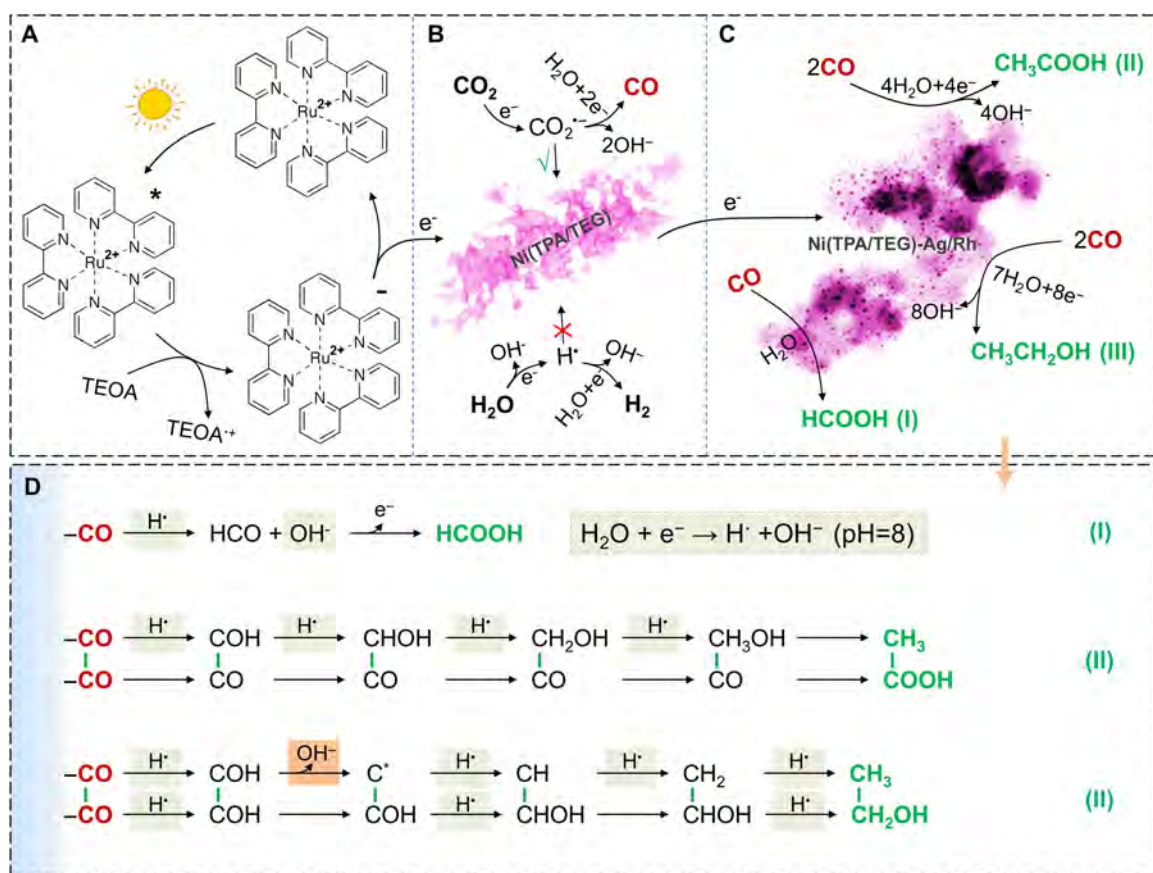 A
N
N
N
N
N
N
Ru2+
*
N
N
N
N
N
N
Ru2+
−
N
N
N
N
N
N
Ru2+
TEOA
TEOA·+
e-
B
CO2
e−
CO2·−
H2O+2e−
CO
2OH−
√
Ni(TPA/TEG)
H2O
OH-
e-
H·
OH−
H2O+e-
H2
e-
C
2CO
4H2O+4e−
CH3COOH (II)
4OH−
Ni(TPA/TEG)-Ag/Rh
2CO
7H2O+8e−
8OH−
CH3CH2OH (III)
CO
H2O
HCOOH (I)
D
–CO H· HCO + OH- e− HCOOH H2O + e− → H· +OH− (pH=8) (I)
–CO H· COH H· CHOH H· CH2OH H· CH3OH CH3
–CO CO CO CO CO COOH
(II)
–CO H· COH OH− C* H· CH H· CH2 H· CH3
–CO H· COH COH H· CHOH CHOH H· CH2OH
(II)